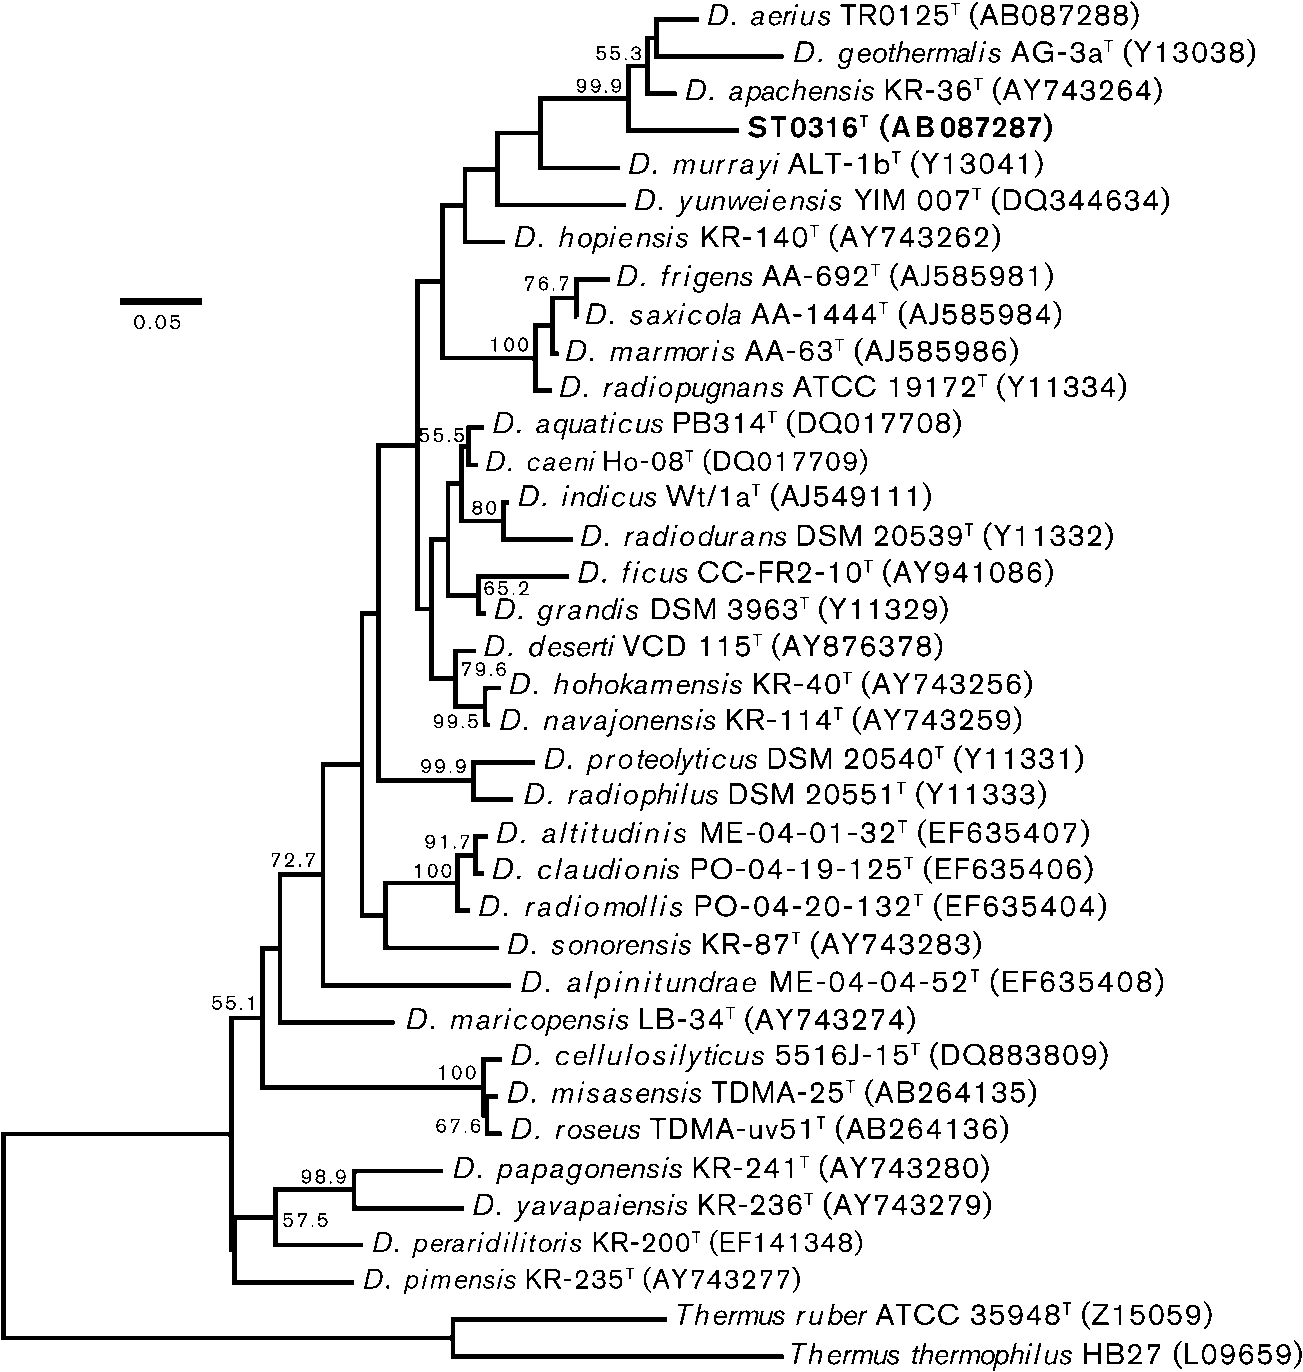 D. aerius TR0125ᵀ (AB087288)
55.3
D. geothermalis AG-3aᵀ (Y13038)
99.9
D. apachensis KR-36ᵀ (AY743264)
ST0316ᵀ (AB087287)
D. murrayi ALT-1bᵀ (Y13041)
D. yunweiensis YIM 007ᵀ (DQ344634)
D. hopiensis KR-140ᵀ (AY743262)
76.7
D. frigens AA-692ᵀ (AJ585981)
D. saxicola AA-1444ᵀ (AJ585984)
0.05
100
D. marmoris AA-63ᵀ (AJ585986)
D. radiopugnans ATCC 19172ᵀ (Y11334)
D. aquaticus PB314ᵀ (DQ017708)
55.5
D. caeni Ho-08ᵀ (DQ017709)
D. indicus Wt/1aᵀ (AJ549111)
80
D. radiodurans DSM 20539ᵀ (Y11332)
D. ficus CC-FR2-10ᵀ (AY941086)
65.2
D. grandis DSM 3963ᵀ (Y11329)
D. deserti VCD 115ᵀ (AY876378)
79.6
D. hohokamensis KR-40ᵀ (AY743256)
99.5
D. navajonensis KR-114ᵀ (AY743259)
D. proteolyticus DSM 20540ᵀ (Y11331)
99.9
D. radiophilus DSM 20551ᵀ (Y11333)
D. altitudinis ME-04-01-32ᵀ (EF635407)
91.7
72.7
100
D. claudionis PO-04-19-125ᵀ (EF635406)
D. radiomollis PO-04-20-132ᵀ (EF635404)
D. sonorensis KR-87ᵀ (AY743283)
D. alpinitundrae ME-04-04-52ᵀ (EF635408)
55.1
D. maricopensis LB-34ᵀ (AY743274)
D. cellulosilyticus 5516J-15ᵀ (DQ883809)
100
D. misasensis TDMA-25ᵀ (AB264135)
67.6
D. roseus TDMA-uv51ᵀ (AB264136)
D. papagonensis KR-241ᵀ (AY743280)
98.9
D. yavapaiensis KR-236ᵀ (AY743279)
57.5
D. peraridilitoris KR-200ᵀ (EF141348)
D. pimensis KR-235ᵀ (AY743277)
Thermus ruber ATCC 35948ᵀ (Z15059)
Thermus thermophilus HB27 (L09659)